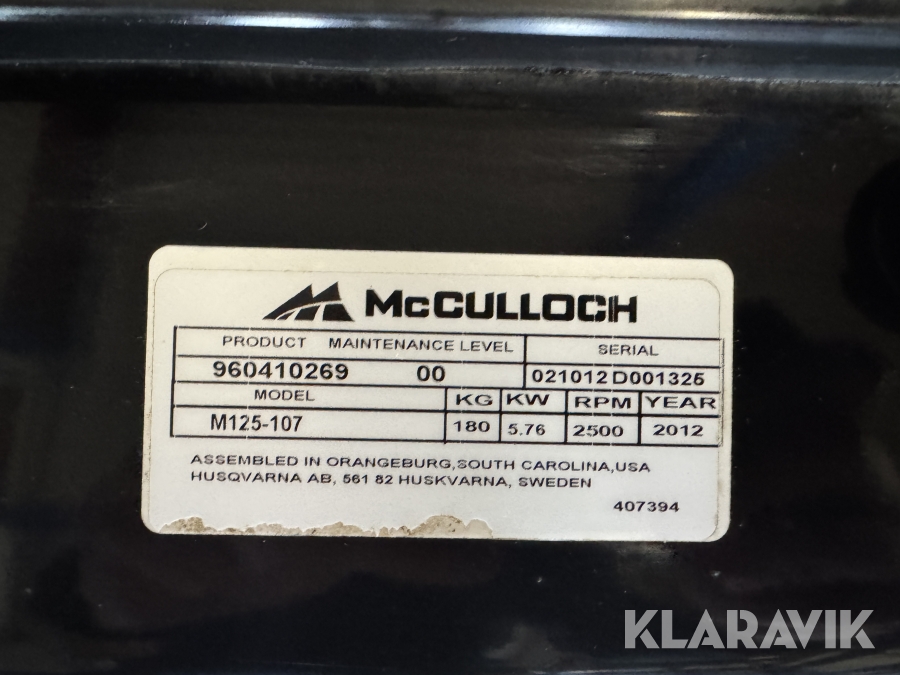 McCULLOCH
PRODUCT MAINTENANCE LEVEL SERIAL
960410269 00 021012D001325
MODEL KG KW RPM YEAR
M125-107 180 5.76 2500 2012
ASSEMBLED IN ORANGEBURG,SOUTH CAROLINA,USA
HUSQVARNA AB, 561 82 HUSKVARNA, SWEDEN
407394
KLARAVIK